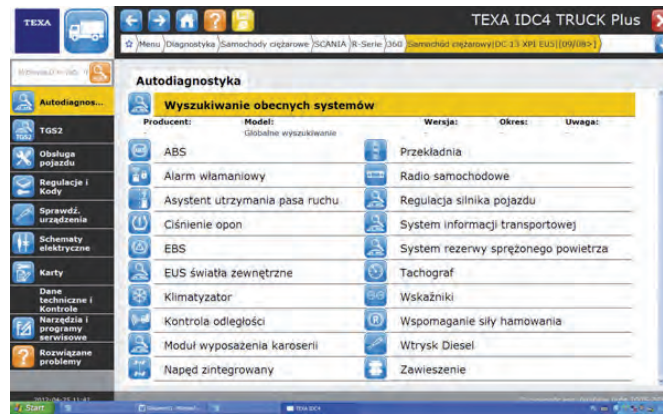 TEXA
TEXA IDC4 TRUCK Plus
Menu Diagnostyka Samochody ciężarowe SCANIA R-Serie 360 Samochód ciężarowy[DC 13 XPI EU5][09/08>]
Autodiagnostyka
Autodiagnos...
Wyszukiwanie obecnych systemów
Producent: Model: Wersja: Okres: Uwaga:
Globalne wyszukiwanie
TGS2
Obsługa
pojazdu
Regulacje i
Kody
Sprawdź.
urządzenia
Schematy
elektryczne
Karty
Dane
techniczne i
Kontrole
Narzędzia i
programy
serwisowe
Rozwiązane
problemy
ABS
Przekładnia
Alarm włamaniowy
Radio samochodowe
Asystent utrzymania pasa ruchu
Regulacja silnika pojazdu
Ciśnienie opon
System informacji transportowej
EBS
System rezerwy sprężonego powietrza
EUS światła zewnętrzne
Tachograf
Klimatyzator
Wskaźniki
Kontrola odległości
Wspomaganie siły hamowania
Moduł wyposażenia karoserii
Wtrysk Diesel
Napęd zintegrowany
Zawieszenie
Start
TEXA IDC4